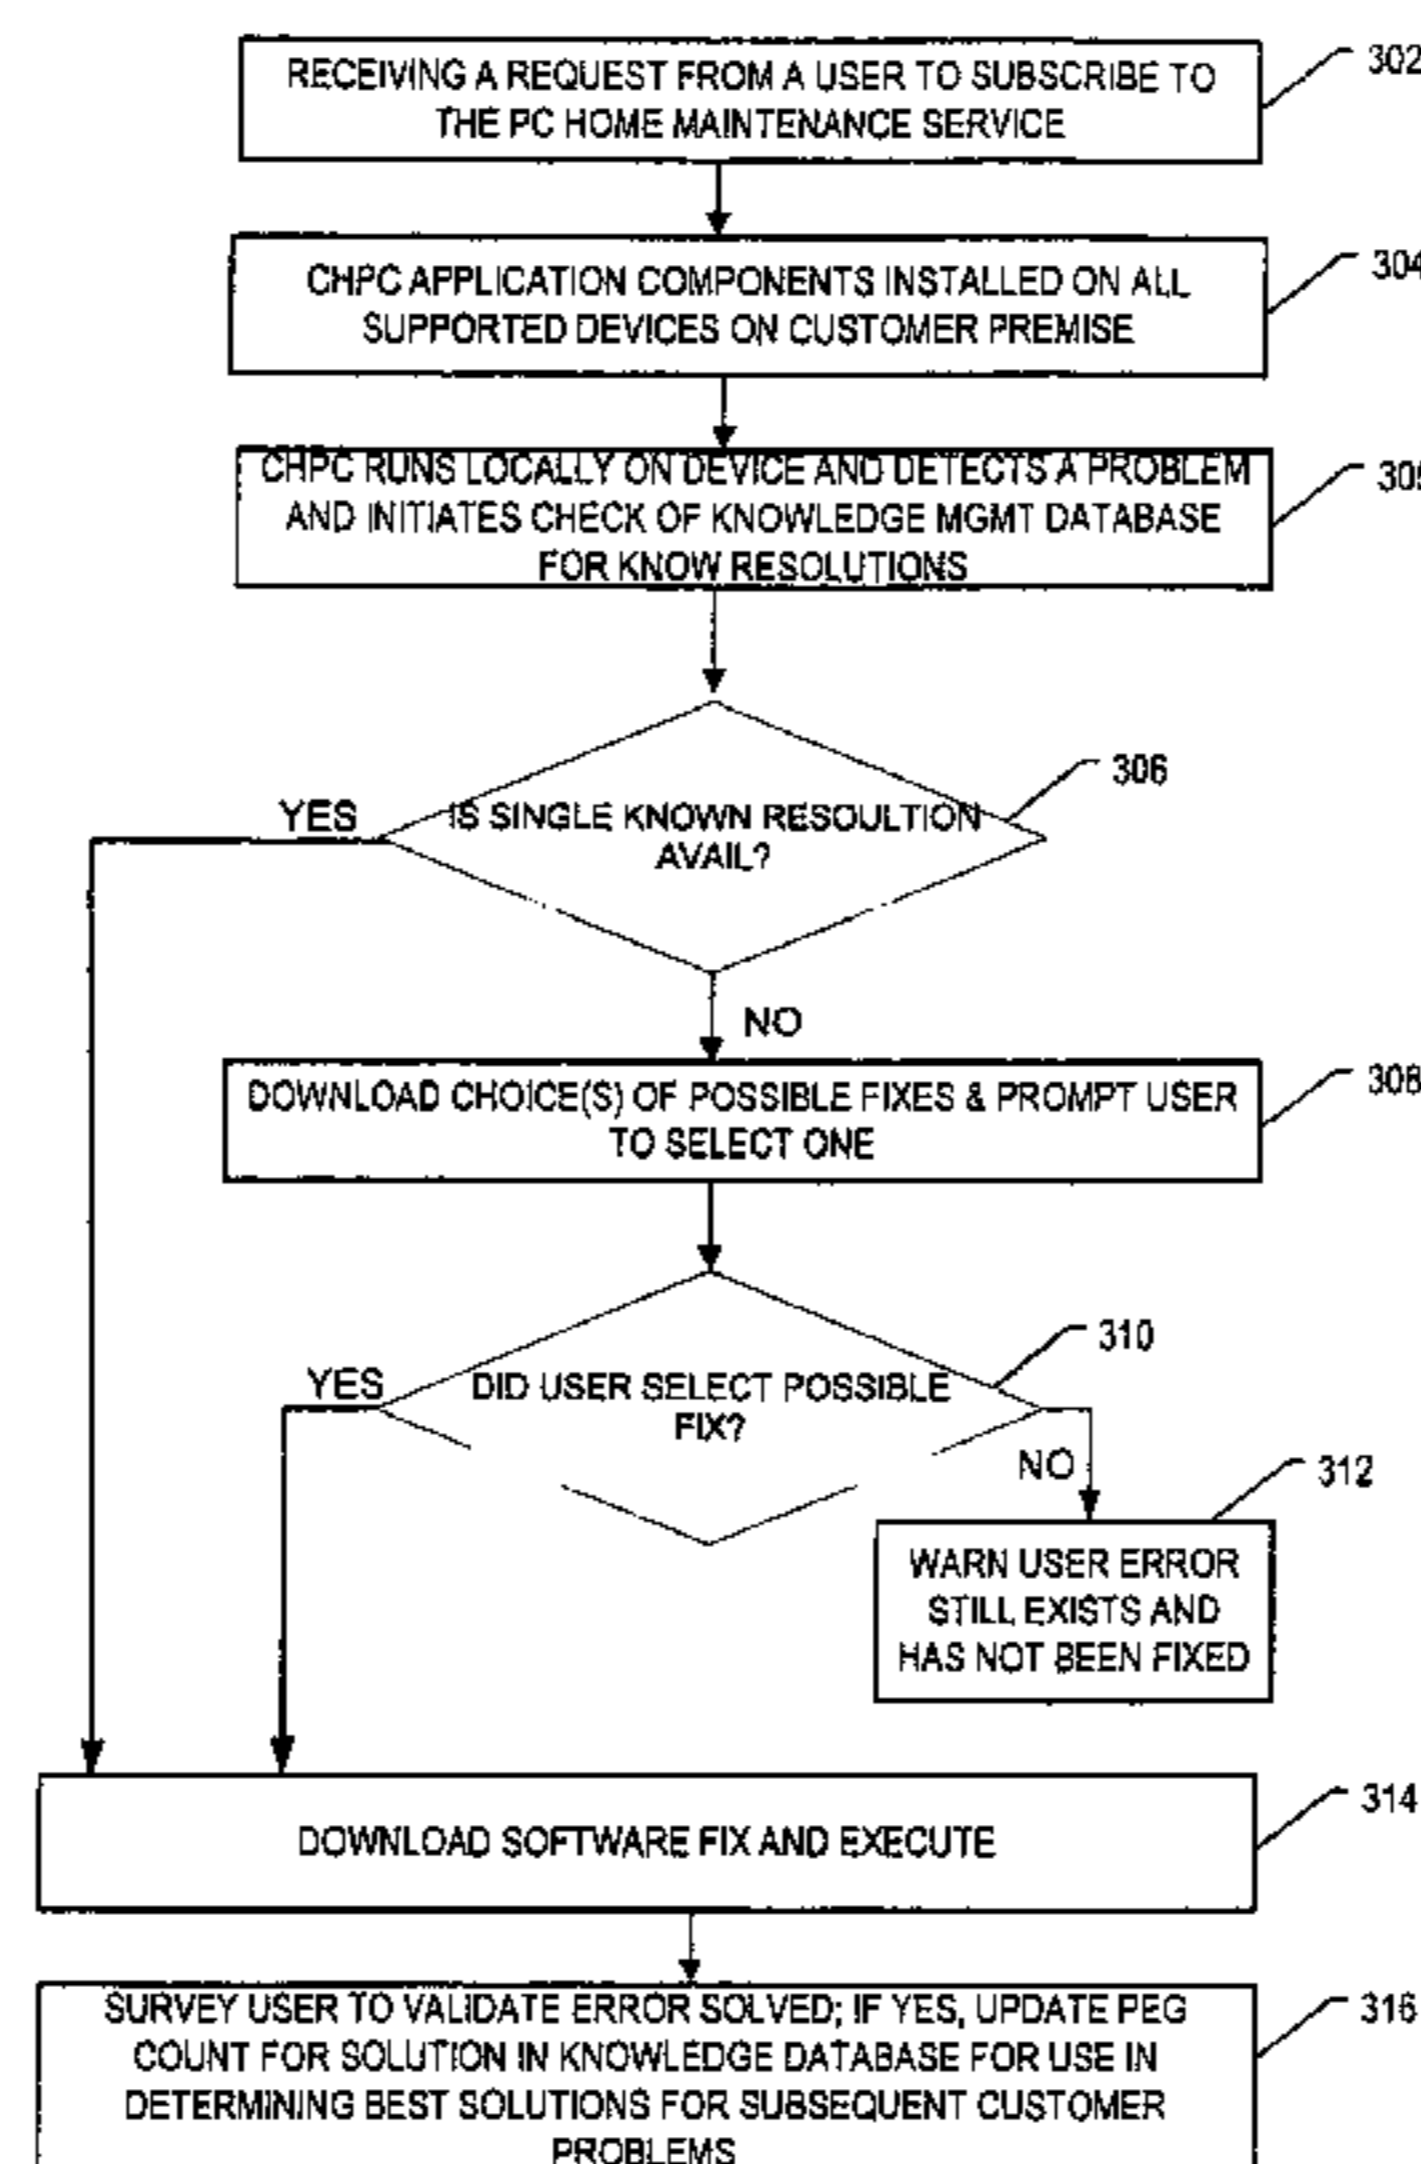 RECEIVING A REQUEST FROM A USER TO SUBSCRIBE TO
THE PC HOME MAINTENANCE SERVICE
302
CHPC APPLICATION COMPONENTS INSTALLED ON ALL
SUPPORTED DEVICES ON CUSTOMER PREMISE
304
CHPC RUNS LOCALLY ON DEVICE AND DETECTS A PROBLEM
AND INITIATES CHECK OF KNOWLEDGE MGMT DATABASE
FOR KNOW RESOLUTIONS
305
IS SINGLE KNOWN RESOULTION
AVAIL?
306
YES
NO
DOWNLOAD CHOICE(S) OF POSSIBLE FIXES & PROMPT USER
TO SELECT ONE
308
DID USER SELECT POSSIBLE
FIX?
310
YES
NO
312
WARN USER ERROR
STILL EXISTS AND
HAS NOT BEEN FIXED
DOWNLOAD SOFTWARE FIX AND EXECUTE
314
SURVEY USER TO VALIDATE ERROR SOLVED; IF YES, UPDATE PEG
COUNT FOR SOLUTION IN KNOWLEDGE DATABASE FOR USE IN
DETERMINING BEST SOLUTIONS FOR SUBSEQUENT CUSTOMER
PROBLEMS
316